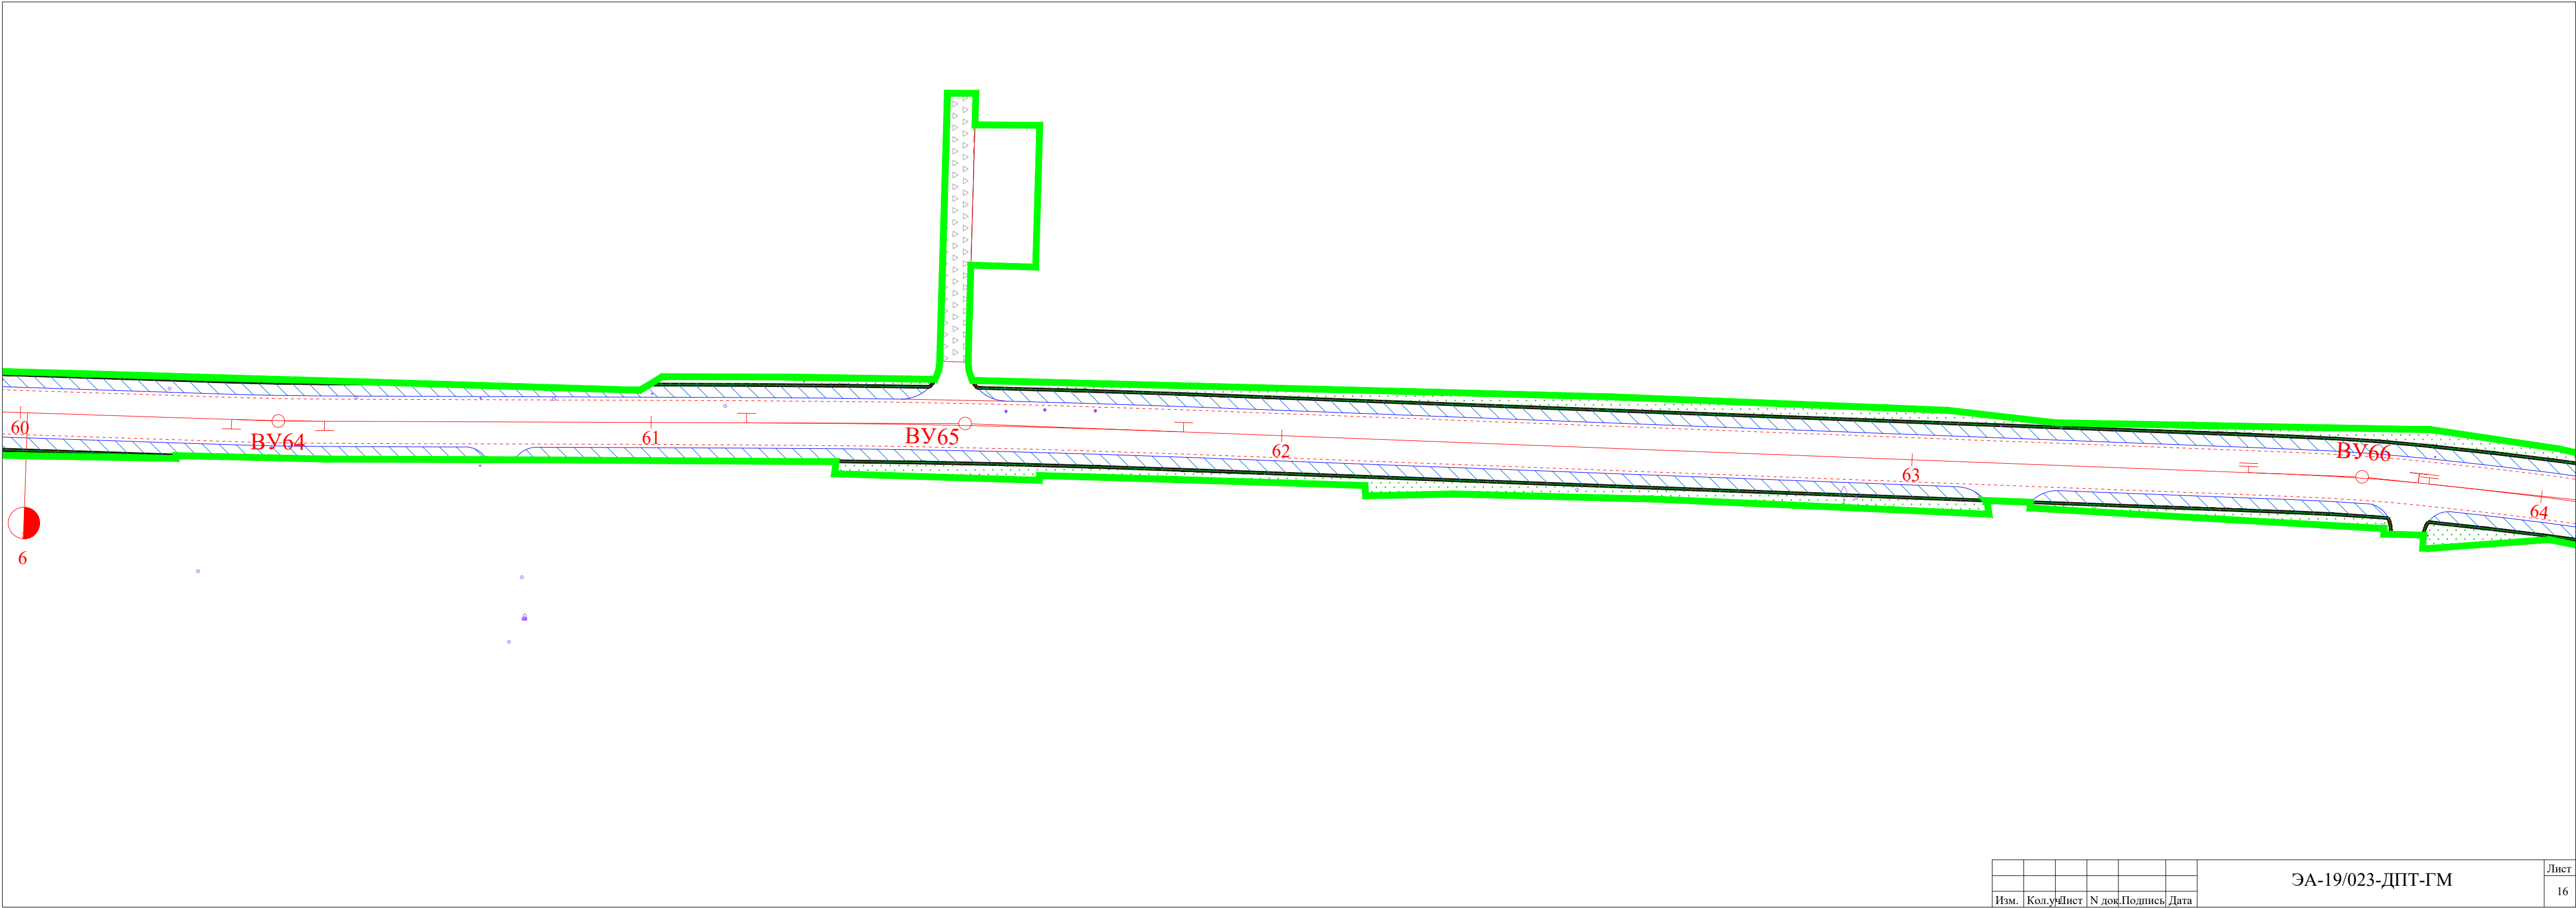 60
ВУ64
61
ВУ65
62
63
ВУ66
64
6
ЭА-19/023-ДПТ-ГМ
Лист
16
Изм. Кол.уч Лист N док. Подпись Дата